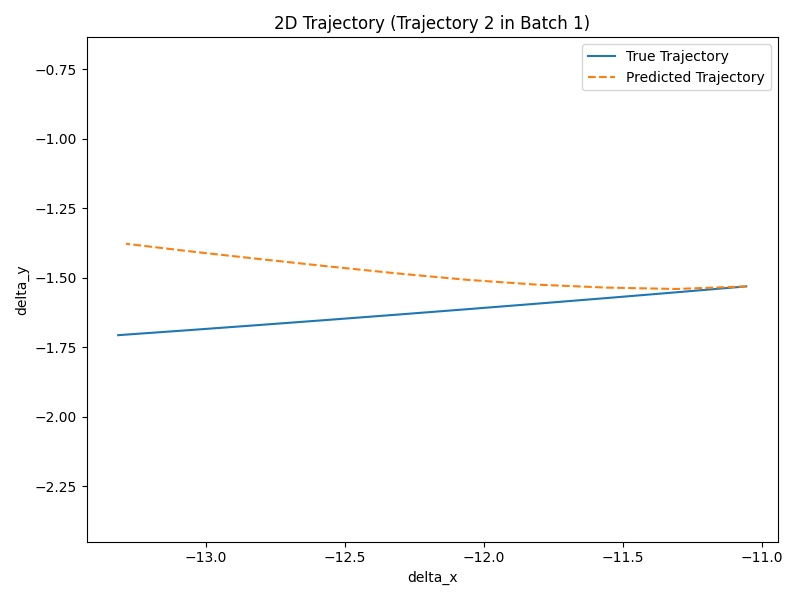 2D Trajectory (Trajectory 2 in Batch 1)
True Trajectory
Predicted Trajectory
delta_y
−0.75
−1.00
−1.25
−1.50
−1.75
−2.00
−2.25
−13.0
−12.5
−12.0
−11.5
−11.0
delta_x